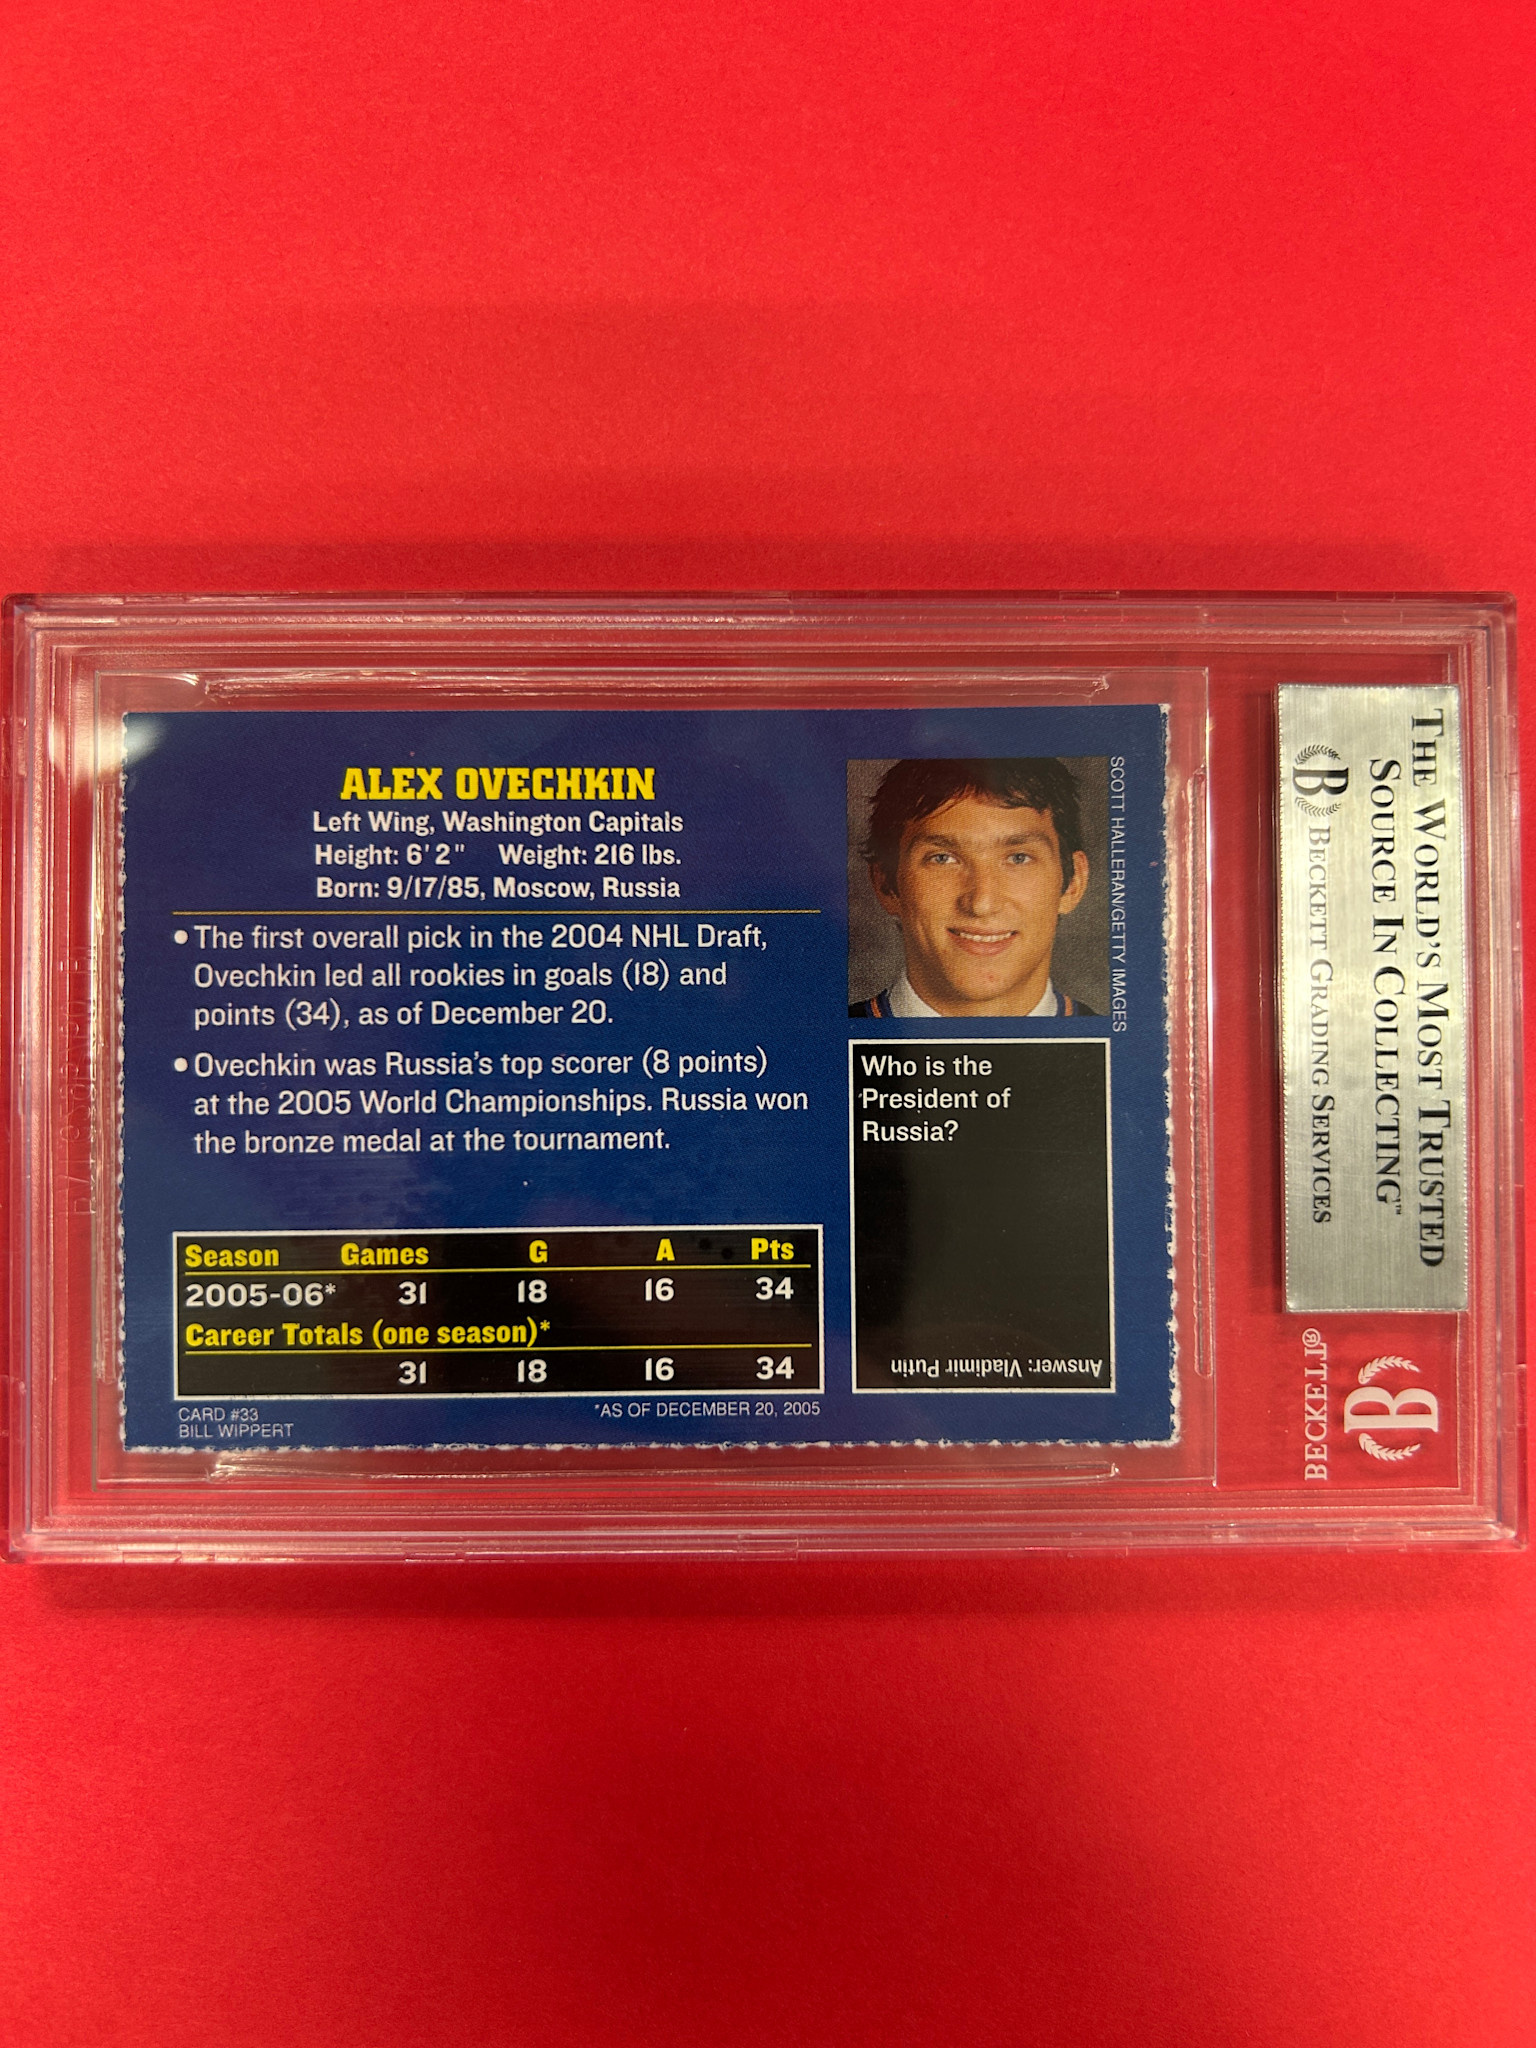 ALEX OVECHKIN
Left Wing, Washington Capitals
Height: 6' 2" Weight: 216 lbs.
Born: 9/17/85, Moscow, Russia
• The first overall pick in the 2004 NHL Draft,
Ovechkin led all rookies in goals (18) and
points (34), as of December 20.
• Ovechkin was Russia's top scorer (8 points)
at the 2005 World Championships. Russia won
the bronze medal at the tournament.
Season Games G A Pts
2005-06* 31 18 16 34
Career Totals (one season)*
31 18 16 34
CARD #33
BILL WIPPERT
*AS OF DECEMBER 20, 2005
SCOTT HALLERAN/GETTY IMAGES
Who is the
President of
Russia?
Answer: Vladimir Putin
THE WORLD'S MOST TRUSTED
SOURCE IN COLLECTING™
B BECKETT GRADING SERVICES
B
BECKETT®